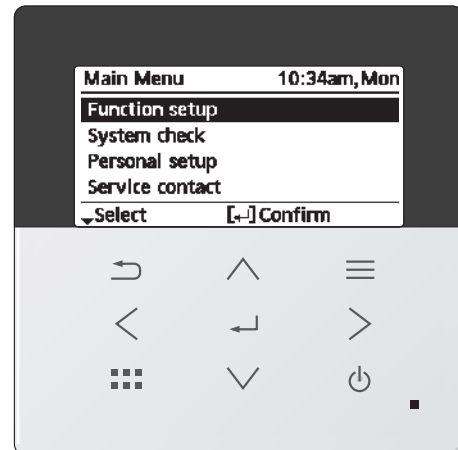 Main Menu 10:34am,Mon
Function setup
System check
Personal setup
Service contact
Select [↵] Confirm